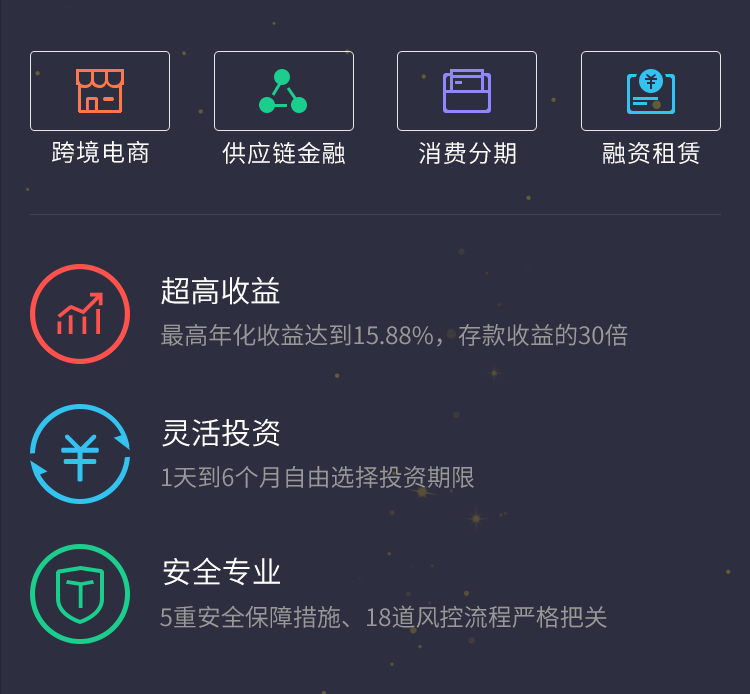 跨境电商 供应链金融 消费分期 融资租赁
超高收益
最高年化收益达到15.88%，存款收益的30倍
灵活投资
1天到6个月自由选择投资期限
安全专业
5重安全保障措施、18道风控流程严格把关